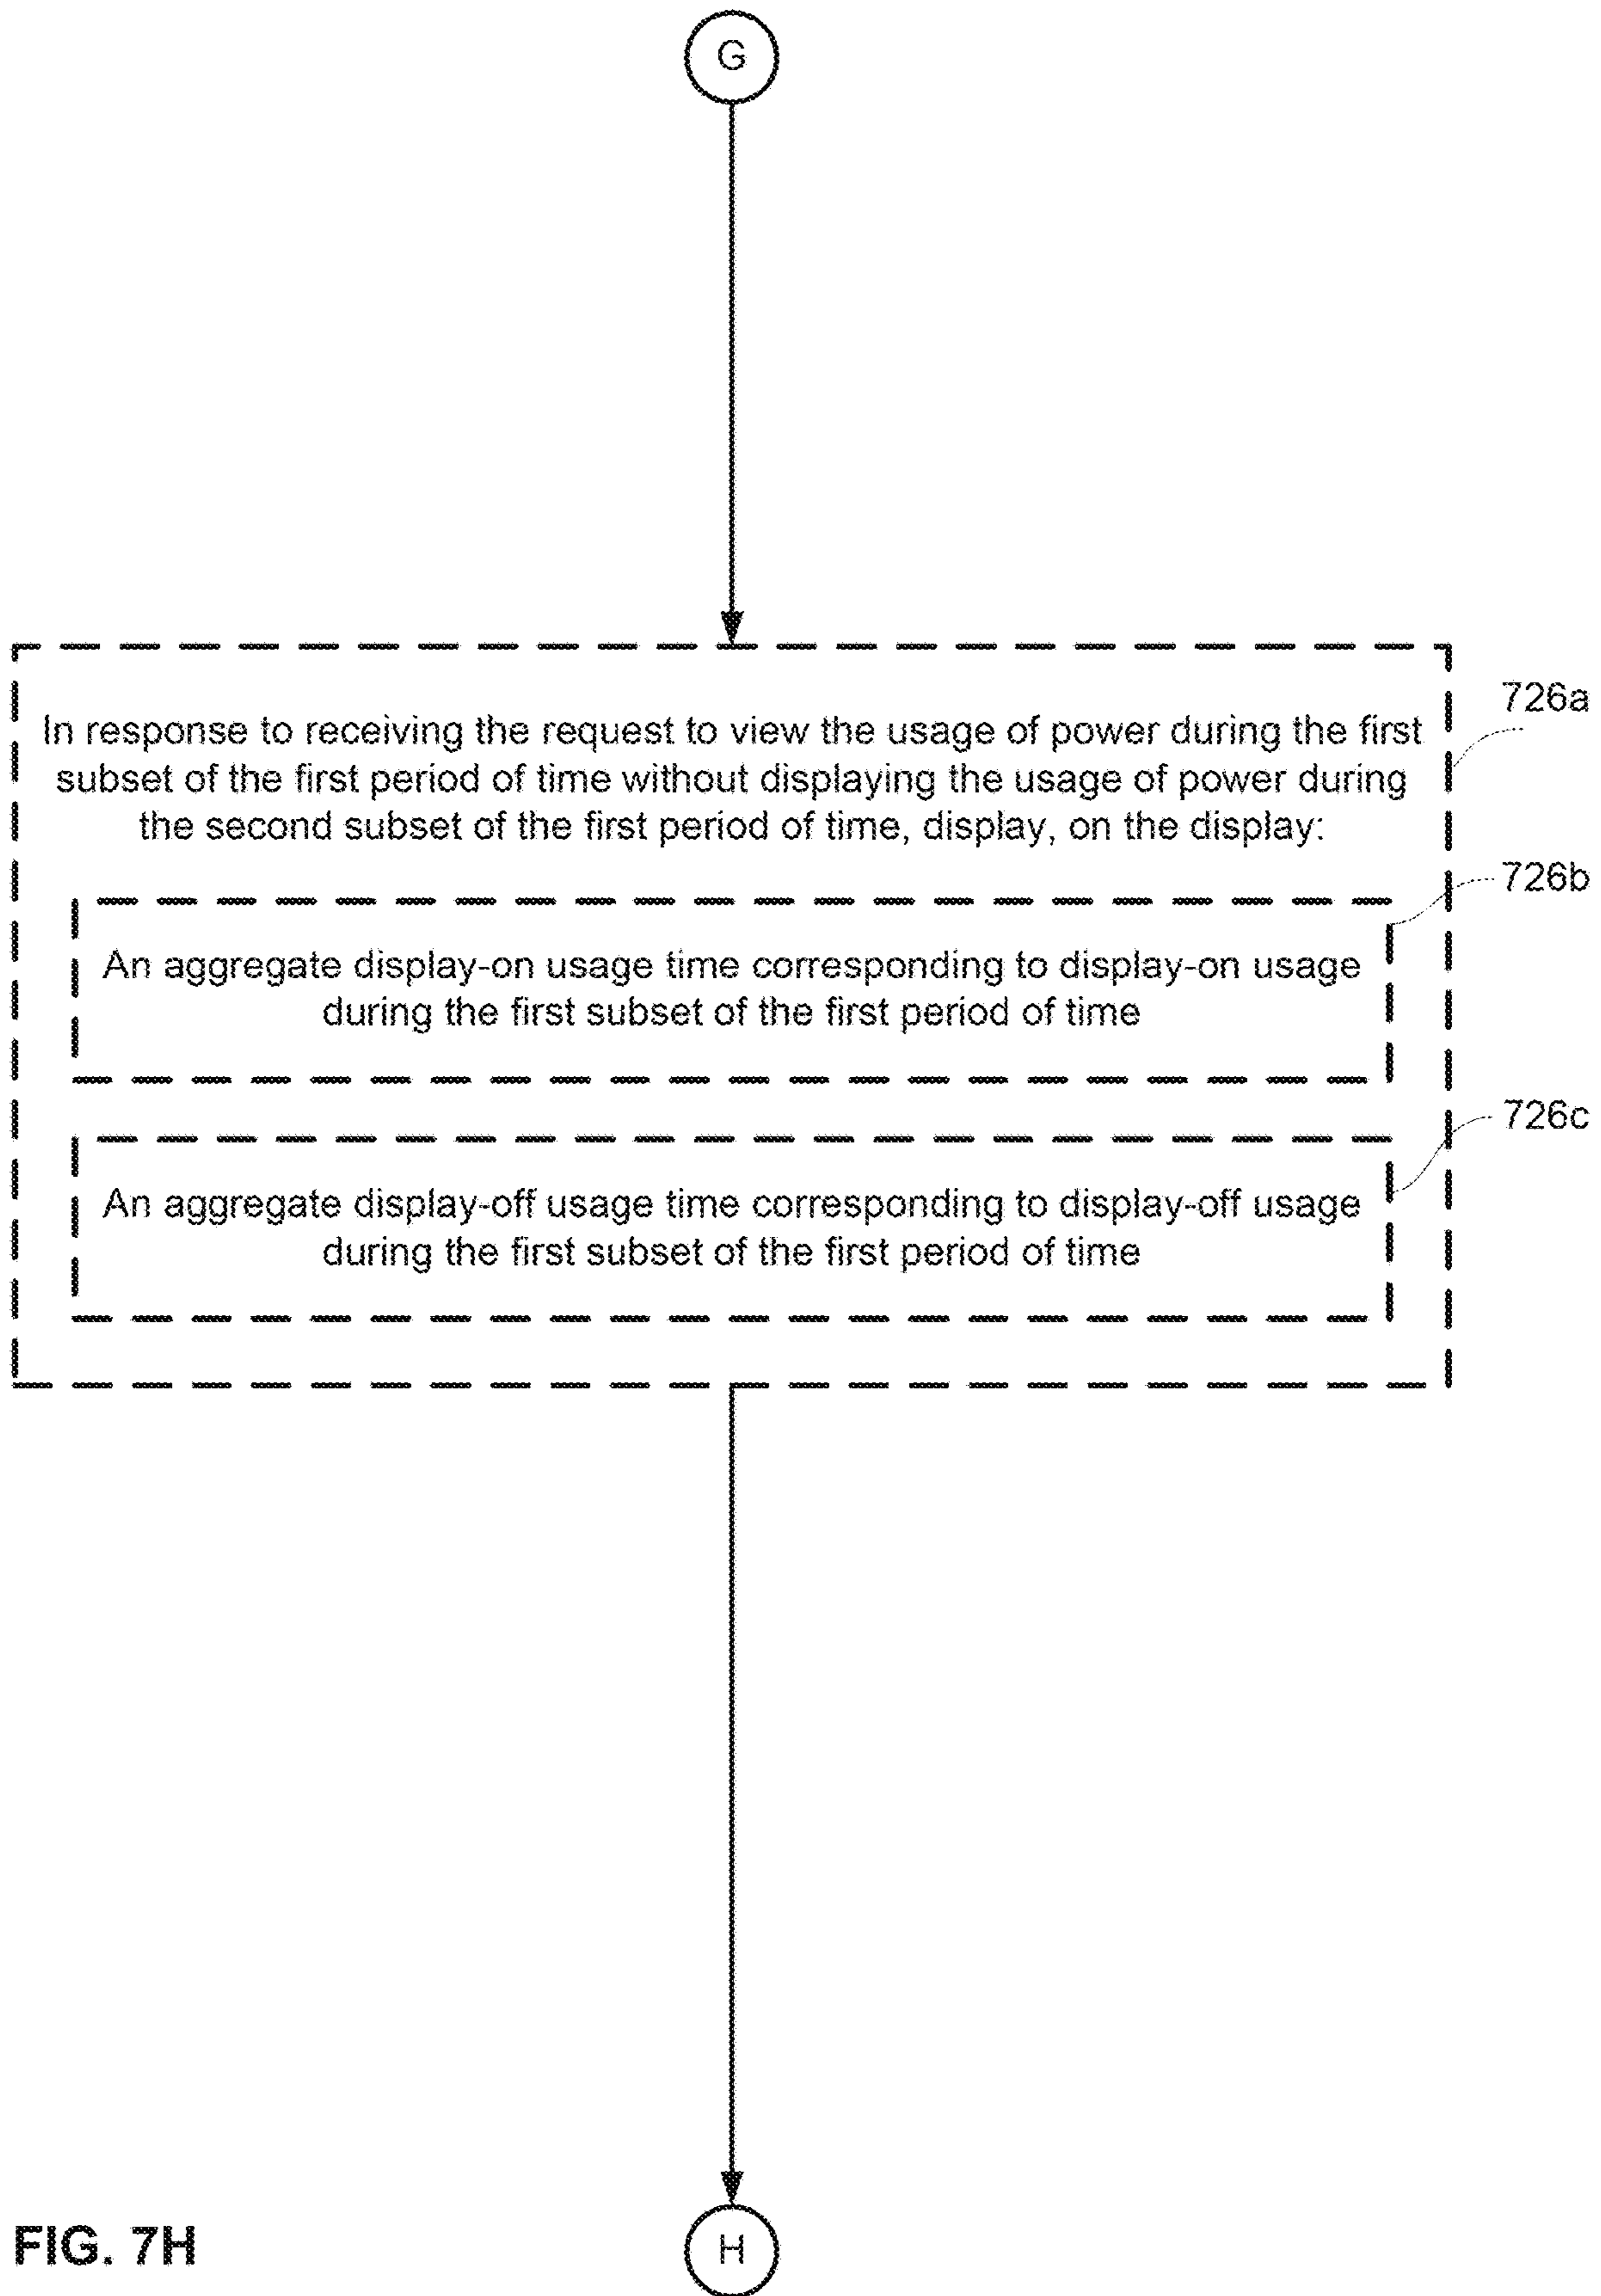 G
726a
In response to receiving the request to view the usage of power during the first
subset of the first period of time without displaying the usage of power during
the second subset of the first period of time, display, on the display:
726b
An aggregate display-on usage time corresponding to display-on usage
during the first subset of the first period of time
726c
An aggregate display-off usage time corresponding to display-off usage
during the first subset of the first period of time
FIG. 7H
H